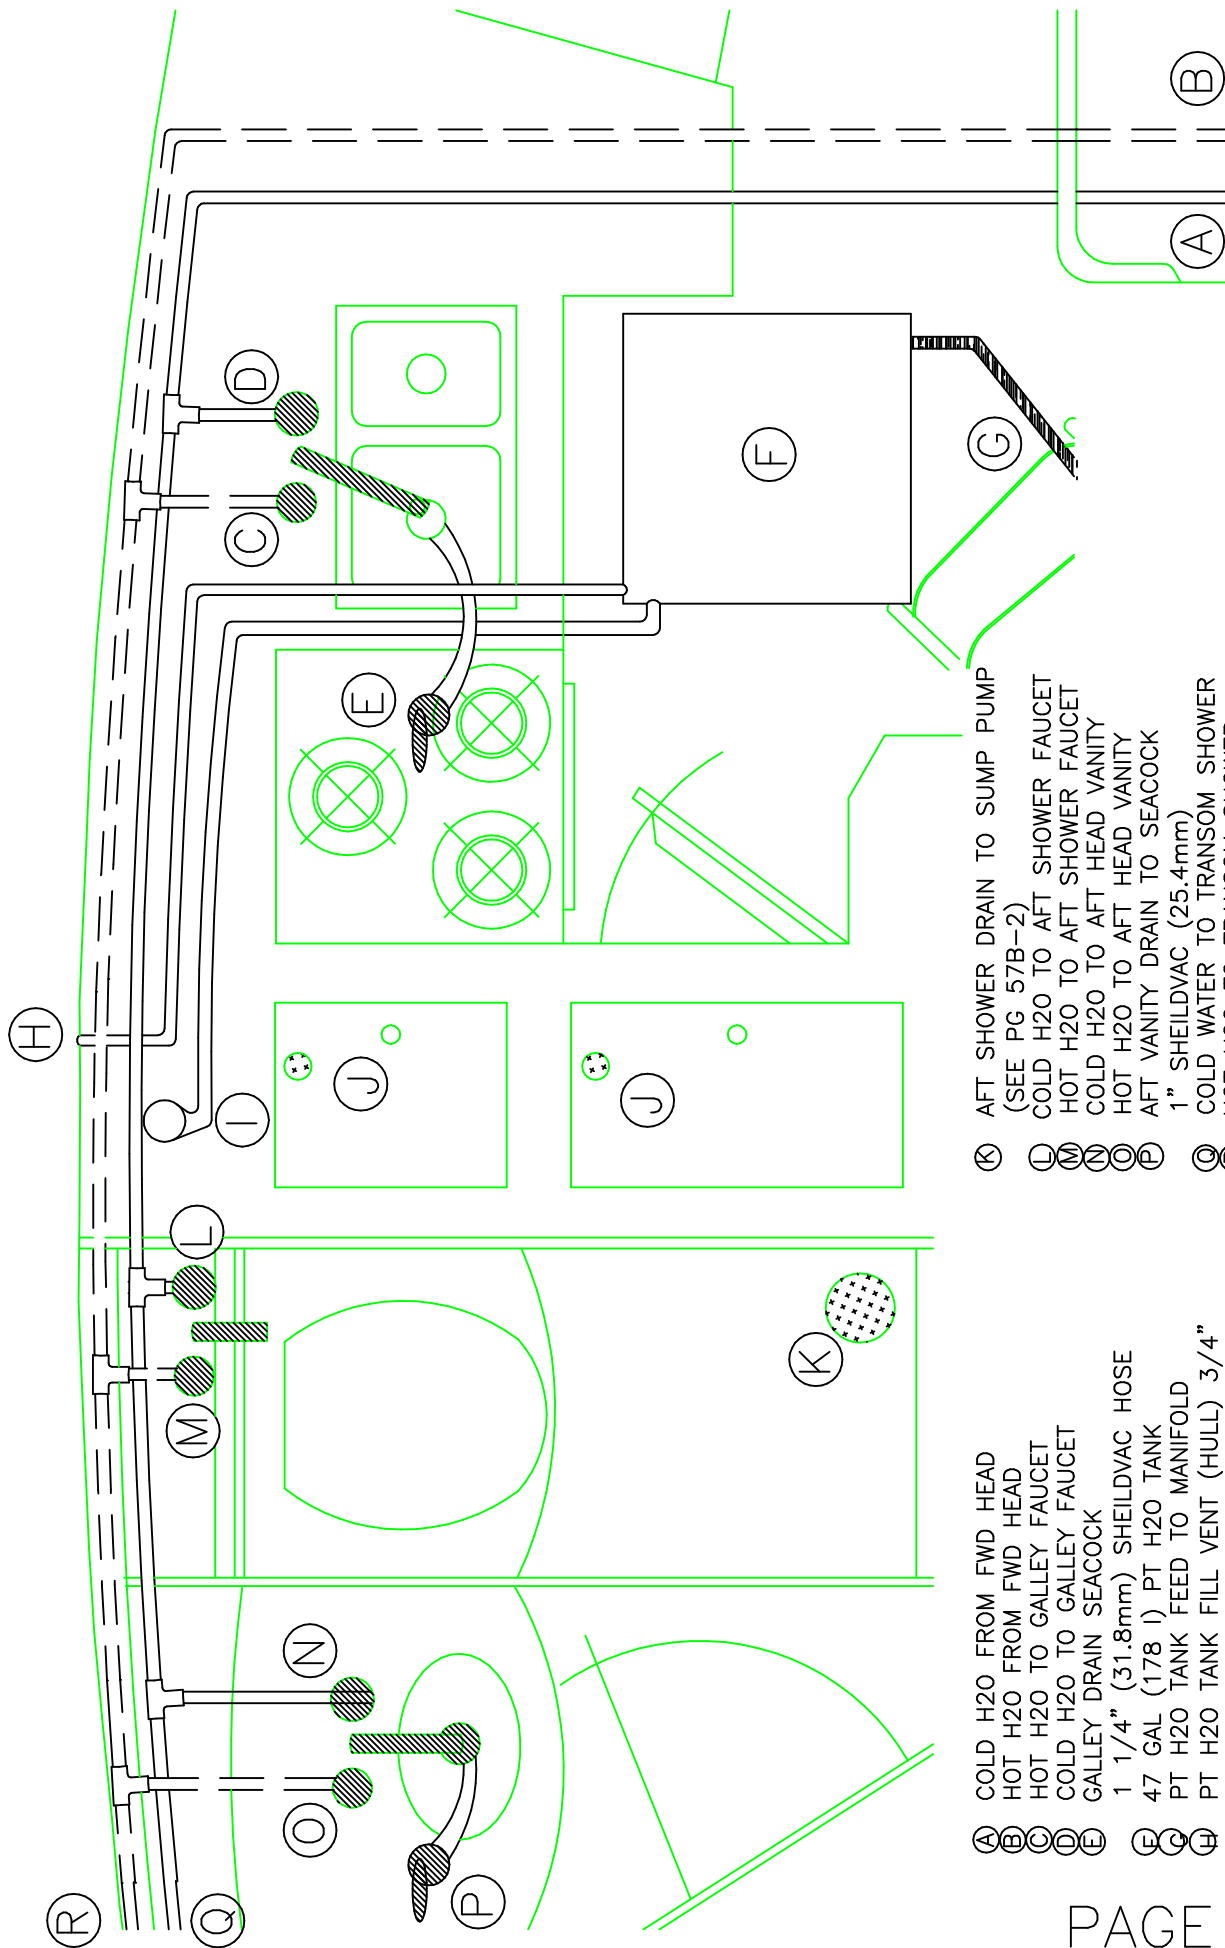 R
Q
P
O
N
M
L
K
J
J
I
H
E
C
D
F
G
A
B
A COLD H2O FROM FWD HEAD
B HOT H2O FROM FWD HEAD
C HOT H2O TO GALLEY FAUCET
D COLD H2O TO GALLEY FAUCET
E GALLEY DRAIN SEACOCK
1 1/4" (31.8mm) SHEILDVAC HOSE
F 47 GAL (178 l) PT H2O TANK
G PT H2O TANK FEED TO MANIFOLD
H PT H2O TANK FILL VENT (HULL) 3/4"
K AFT SHOWER DRAIN TO SUMP PUMP
(SEE PG 57B-2)
L COLD H2O TO AFT SHOWER FAUCET
M HOT H2O TO AFT SHOWER FAUCET
N COLD H2O TO AFT HEAD VANITY
O HOT H2O TO AFT HEAD VANITY
P AFT VANITY DRAIN TO SEACOCK
1" SHEILDVAC (25.4mm)
Q COLD WATER TO TRANSOM SHOWER
PAGE